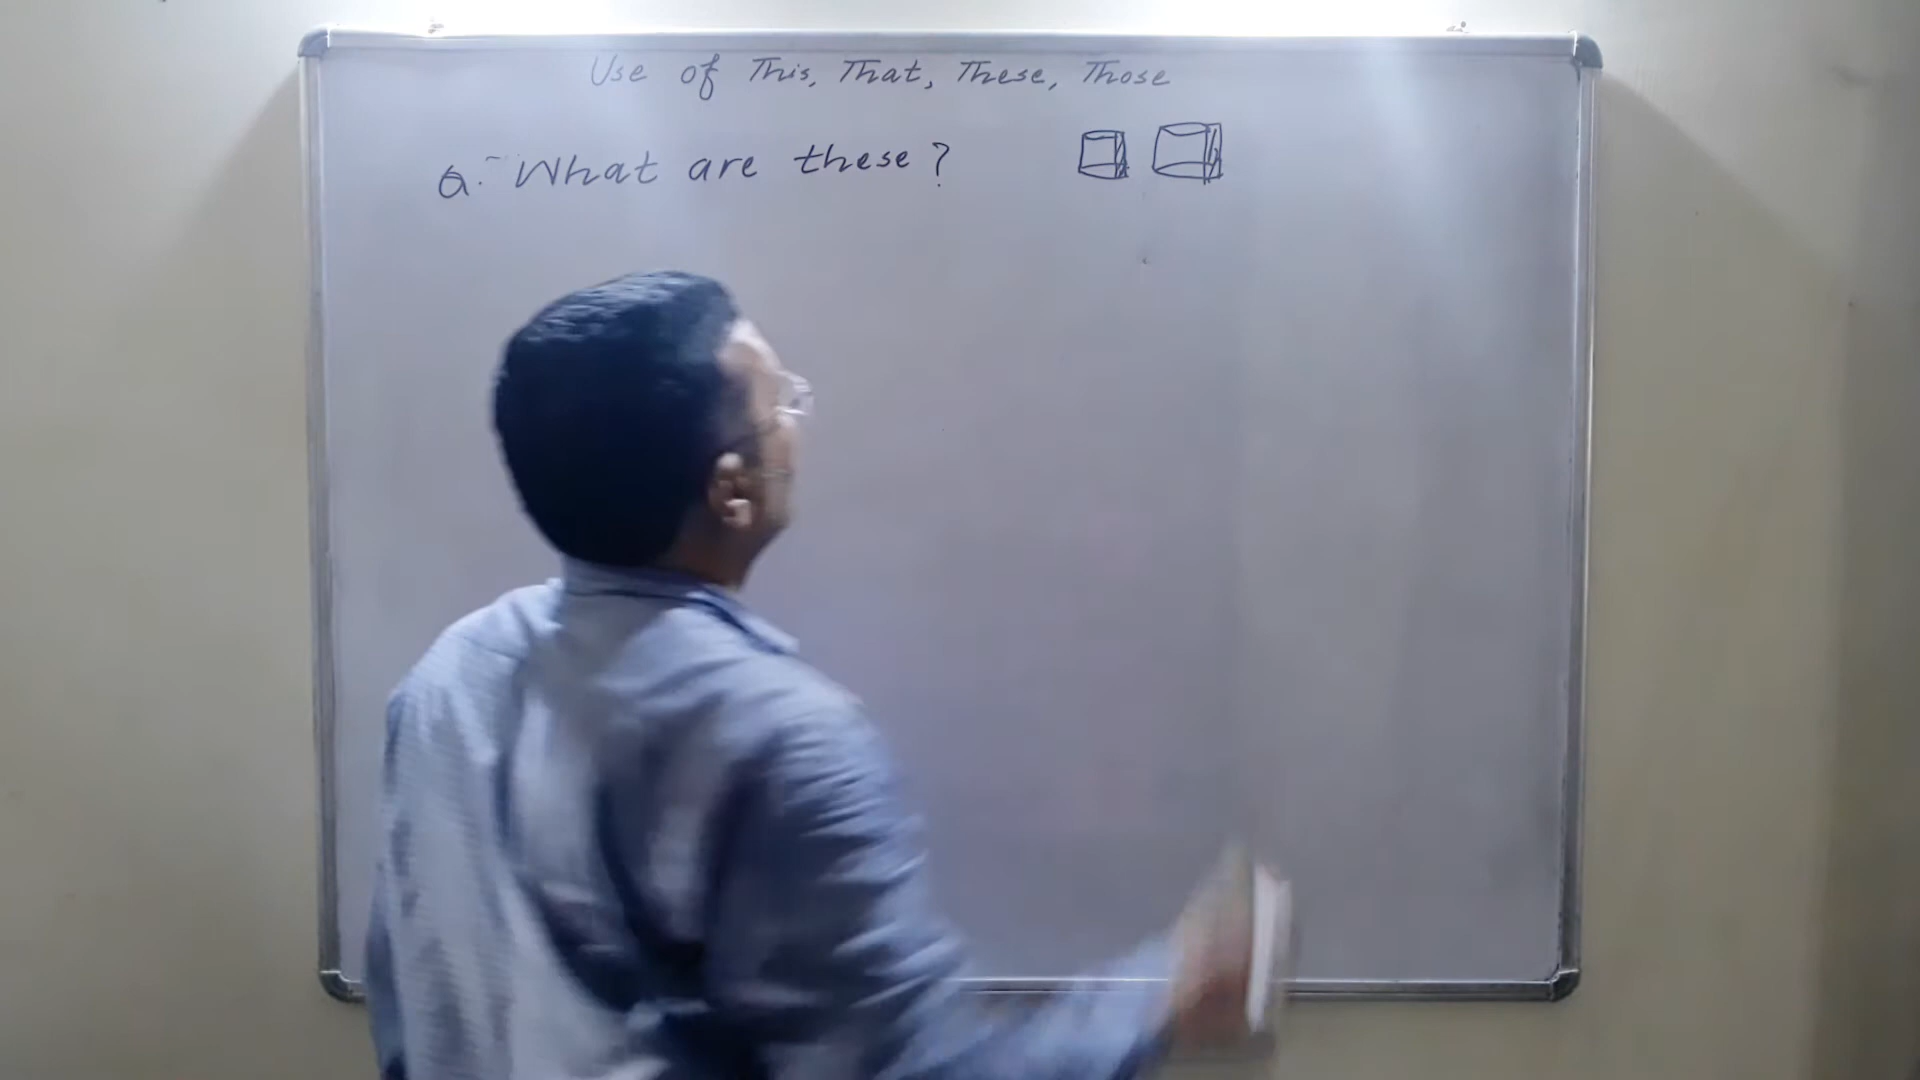 Use of This, That, These, Those
Q:- What are these?